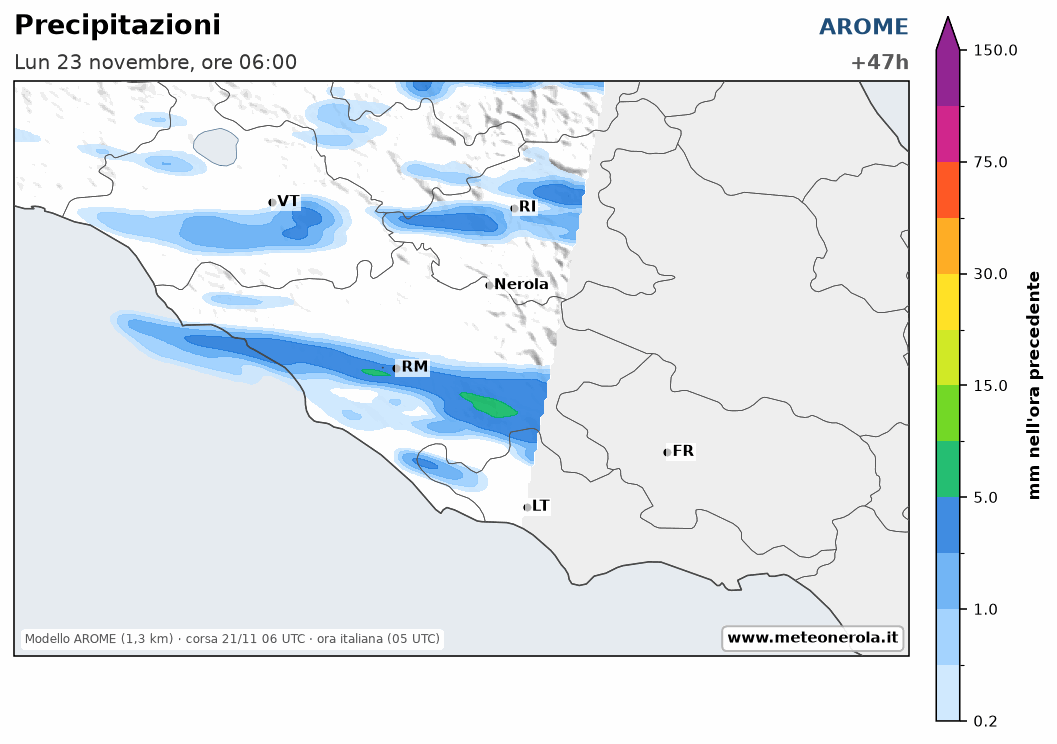 Precipitazioni
AROME
Lun 23 novembre, ore 06:00
+47h
150.0
75.0
30.0
15.0
5.0
1.0
0.2
mm nell'ora precedente
VT
RI
Nerola
RM
FR
LT
Modello AROME (1,3 km) · corsa 21/11 06 UTC · ora italiana (05 UTC)
www.meteonerola.it